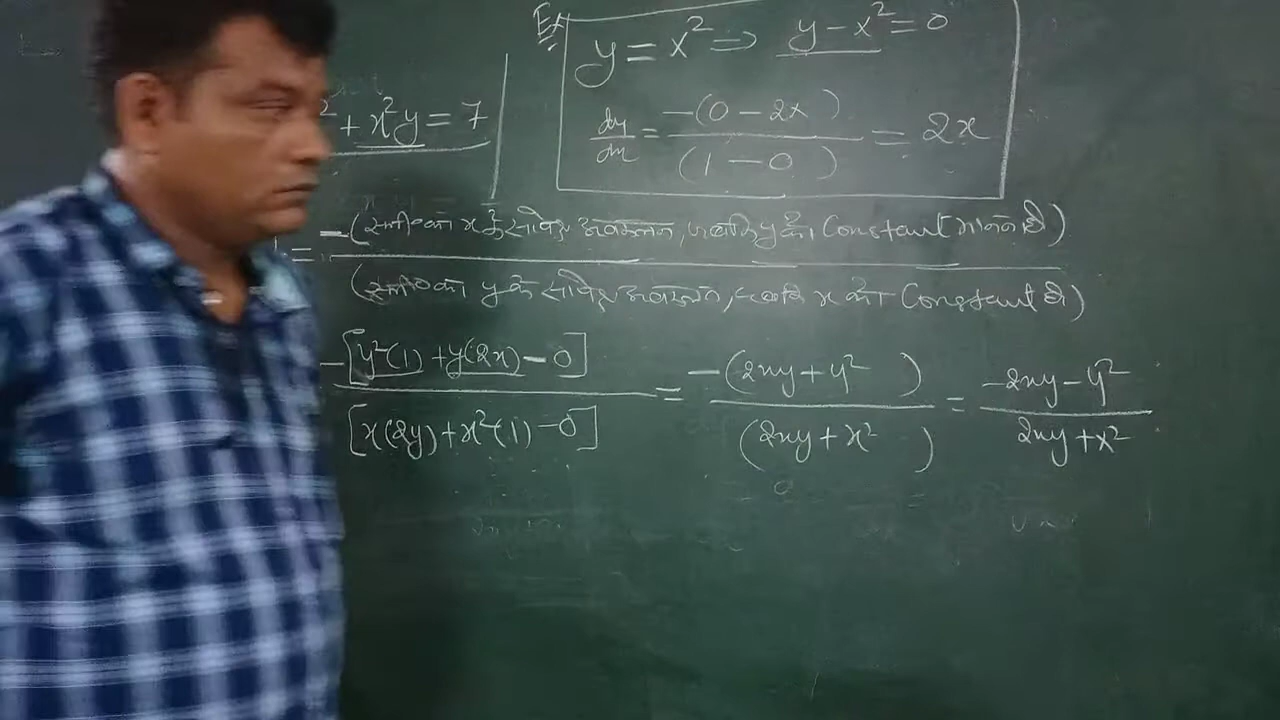 Ex.
y = x² ⇒ y - x² = 0
² + x²y = 7
dy/dx = -(0 - 2x)/(1 - 0) = 2x
= -(समी० का x के सापेक्ष अवकलन, जबकि y को Constant मानते है)
(समी० का y के सापेक्ष अवकलन, जबकि x को Constant है)
-[y²(1) + y(2x) - 0]/[x(2y) + x²(1) - 0] = -(2xy + y²)/(2xy + x²) = -2xy - y²/2xy + x²